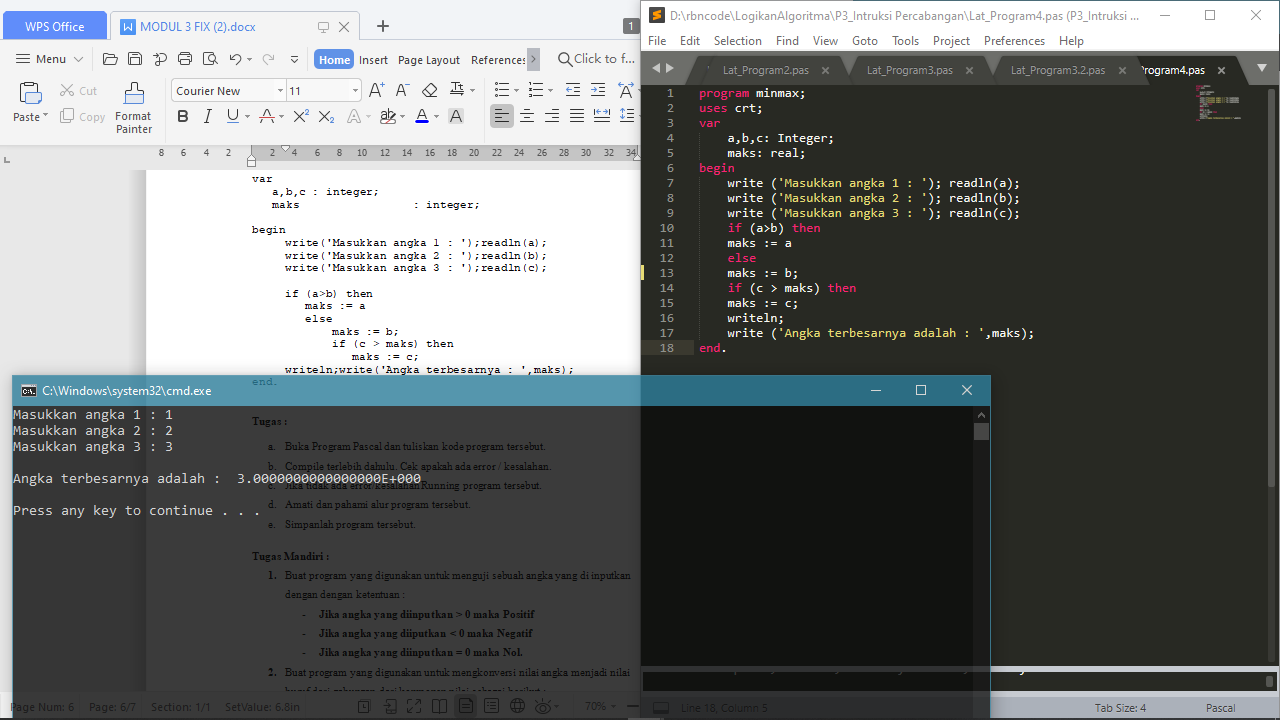 WPS Office
MODUL 3 FIX (2).docx
1
Menu
Home
Insert
Page Layout
References
Click to f...
Paste
Cut
Copy
Format
Painter
Courier New
11
8 6 4 2 2 4 6 8 10 12 14 16 18 20 22 24 26 28 30 32 34
var
a,b,c : integer;
maks : integer;
begin
write('Masukkan angka 1 : ');readln(a);
write('Masukkan angka 2 : ');readln(b);
write('Masukkan angka 3 : ');readln(c);
if (a>b) then
maks := a
else
maks := b;
if (c > maks) then
maks := c;
writeln;write('Angka terbesarnya : ',maks);
end.
Tugas :
a. Buka Program Pascal dan tuliskan kode program tersebut.
b. Compile terlebih dahulu. Cek apakah ada error / kesalahan.
c. Jika tidak ada error/kesalahan Running program tersebut.
d. Amati dan pahami alur program tersebut.
e. Simpanlah program tersebut.
Tugas Mandiri :
1. Buat program yang digunakan untuk menguji sebuah angka yang di inputkan
dengan dengan ketentuan :
- Jika angka yang diinputkan > 0 maka Positif
- Jika angka yang diiputkan < 0 maka Negatif
- Jika angka yang diinputkan = 0 maka Nol.
2. Buat program yang digunakan untuk mengkonversi nilai angka menjadi nilai
Page Num: 6 Page: 6/7 Section: 1/1 SetValue: 6.8in 70%
D:\rbncode\LogikanAlgoritma\P3_Intruksi Percabangan\Lat_Program4.pas (P3_Intruksi ...
File Edit Selection Find View Goto Tools Project Preferences Help
Lat_Program2.pas
Lat_Program3.pas
Lat_Program3.2.pas
Program4.pas
1 program minmax;
2 uses crt;
3 var
4 a,b,c: Integer;
5 maks: real;
6 begin
7 write ('Masukkan angka 1 : '); readln(a);
8 write ('Masukkan angka 2 : '); readln(b);
9 write ('Masukkan angka 3 : '); readln(c);
10 if (a>b) then
11 maks := a
12 else
13 maks := b;
14 if (c > maks) then
15 maks := c;
16 writeln;
17 write ('Angka terbesarnya adalah : ',maks);
18 end.
Line 18, Column 5
Tab Size: 4
Pascal
C:\Windows\system32\cmd.exe
Masukkan angka 1 : 1
Masukkan angka 2 : 2
Masukkan angka 3 : 3
Angka terbesarnya adalah :  3.0000000000000000E+000
Press any key to continue . . .